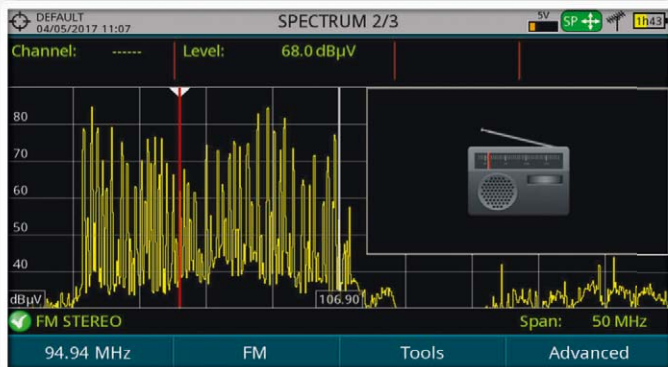 DEFAULT
04/05/2017 11:07
SPECTRUM 2/3
5V
SP
1h43
Channel: ------ Level: 68.0 dBµV
80
70
60
50
40
dBµV
106.90
FM STEREO
Span: 50 MHz
94.94 MHz FM Tools Advanced